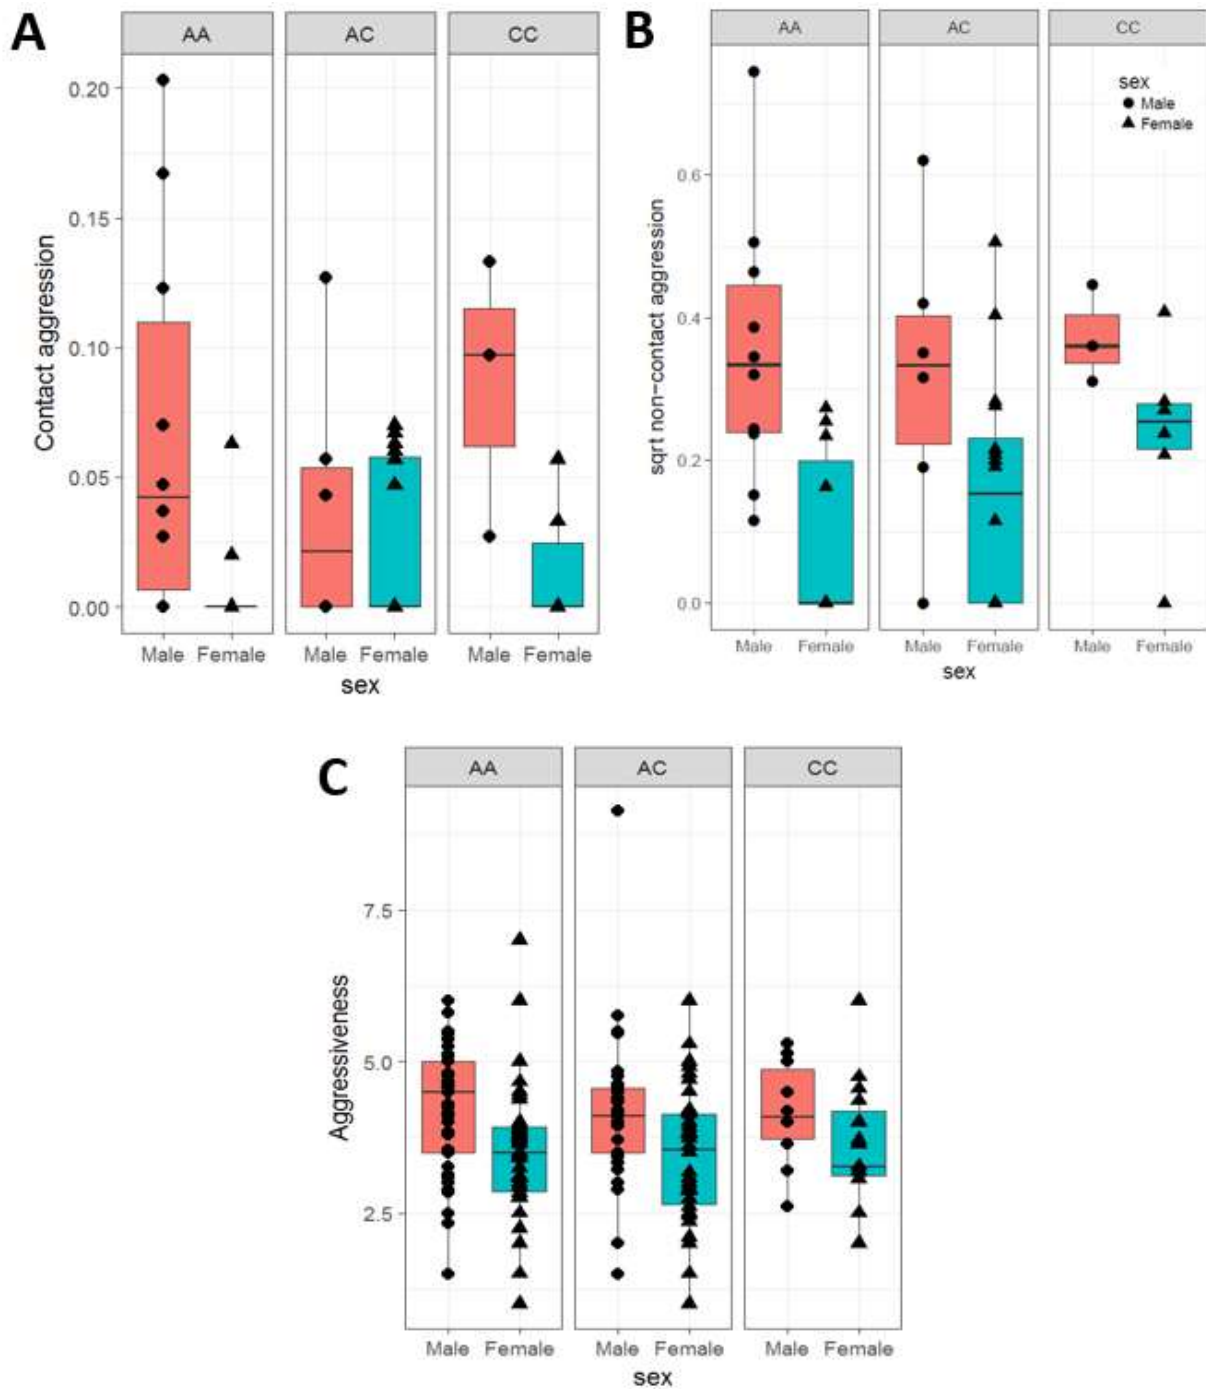 A
AA AC CC
Contact aggression
0.20
0.15
0.10
0.05
0.00
Male Female Male Female Male Female
sex
B
AA AC CC
sex
Male
Female
sqrt non-contact aggression
0.6
0.4
0.2
0.0
Male Female Male Female Male Female
sex
C
AA AC CC
Aggressiveness
7.5
5.0
2.5
Male Female Male Female Male Female
sex